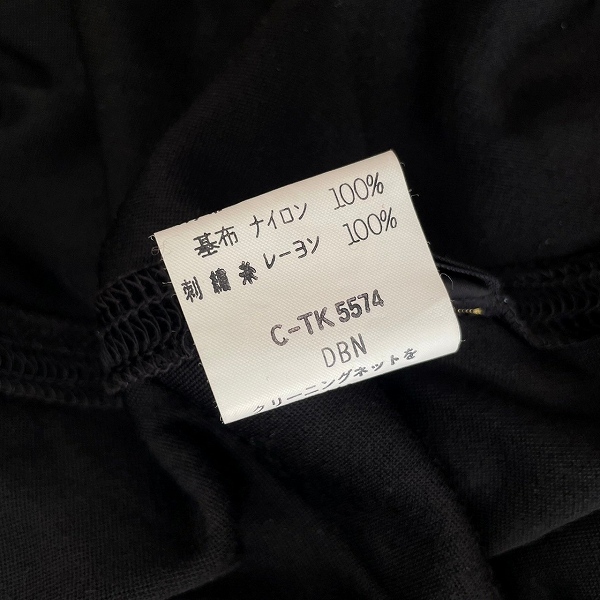 基布 ナイロン 100%
刺繍糸 レーヨン 100%
C-TK 5574
DBN
クリーニングネットを